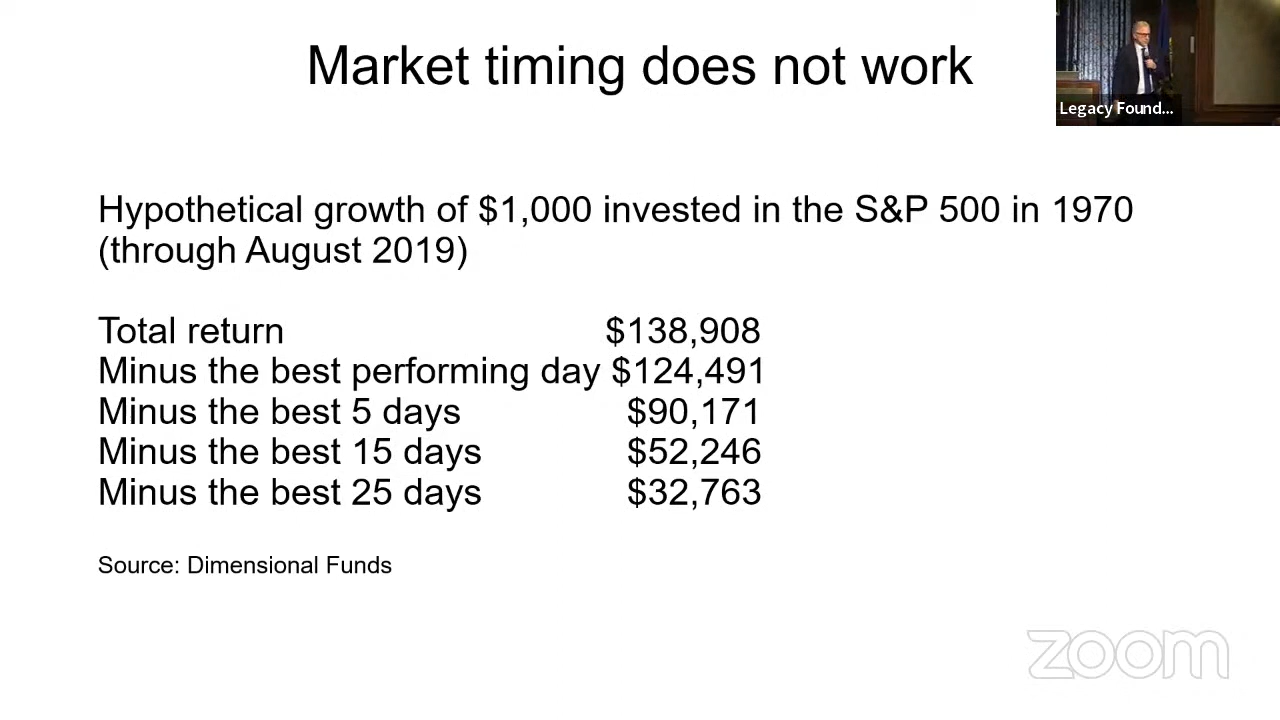 Market timing does not work
Legacy Found...
Hypothetical growth of $1,000 invested in the S&P 500 in 1970
(through August 2019)
Total return $138,908
Minus the best performing day $124,491
Minus the best 5 days $90,171
Minus the best 15 days $52,246
Minus the best 25 days $32,763
Source: Dimensional Funds
zoom